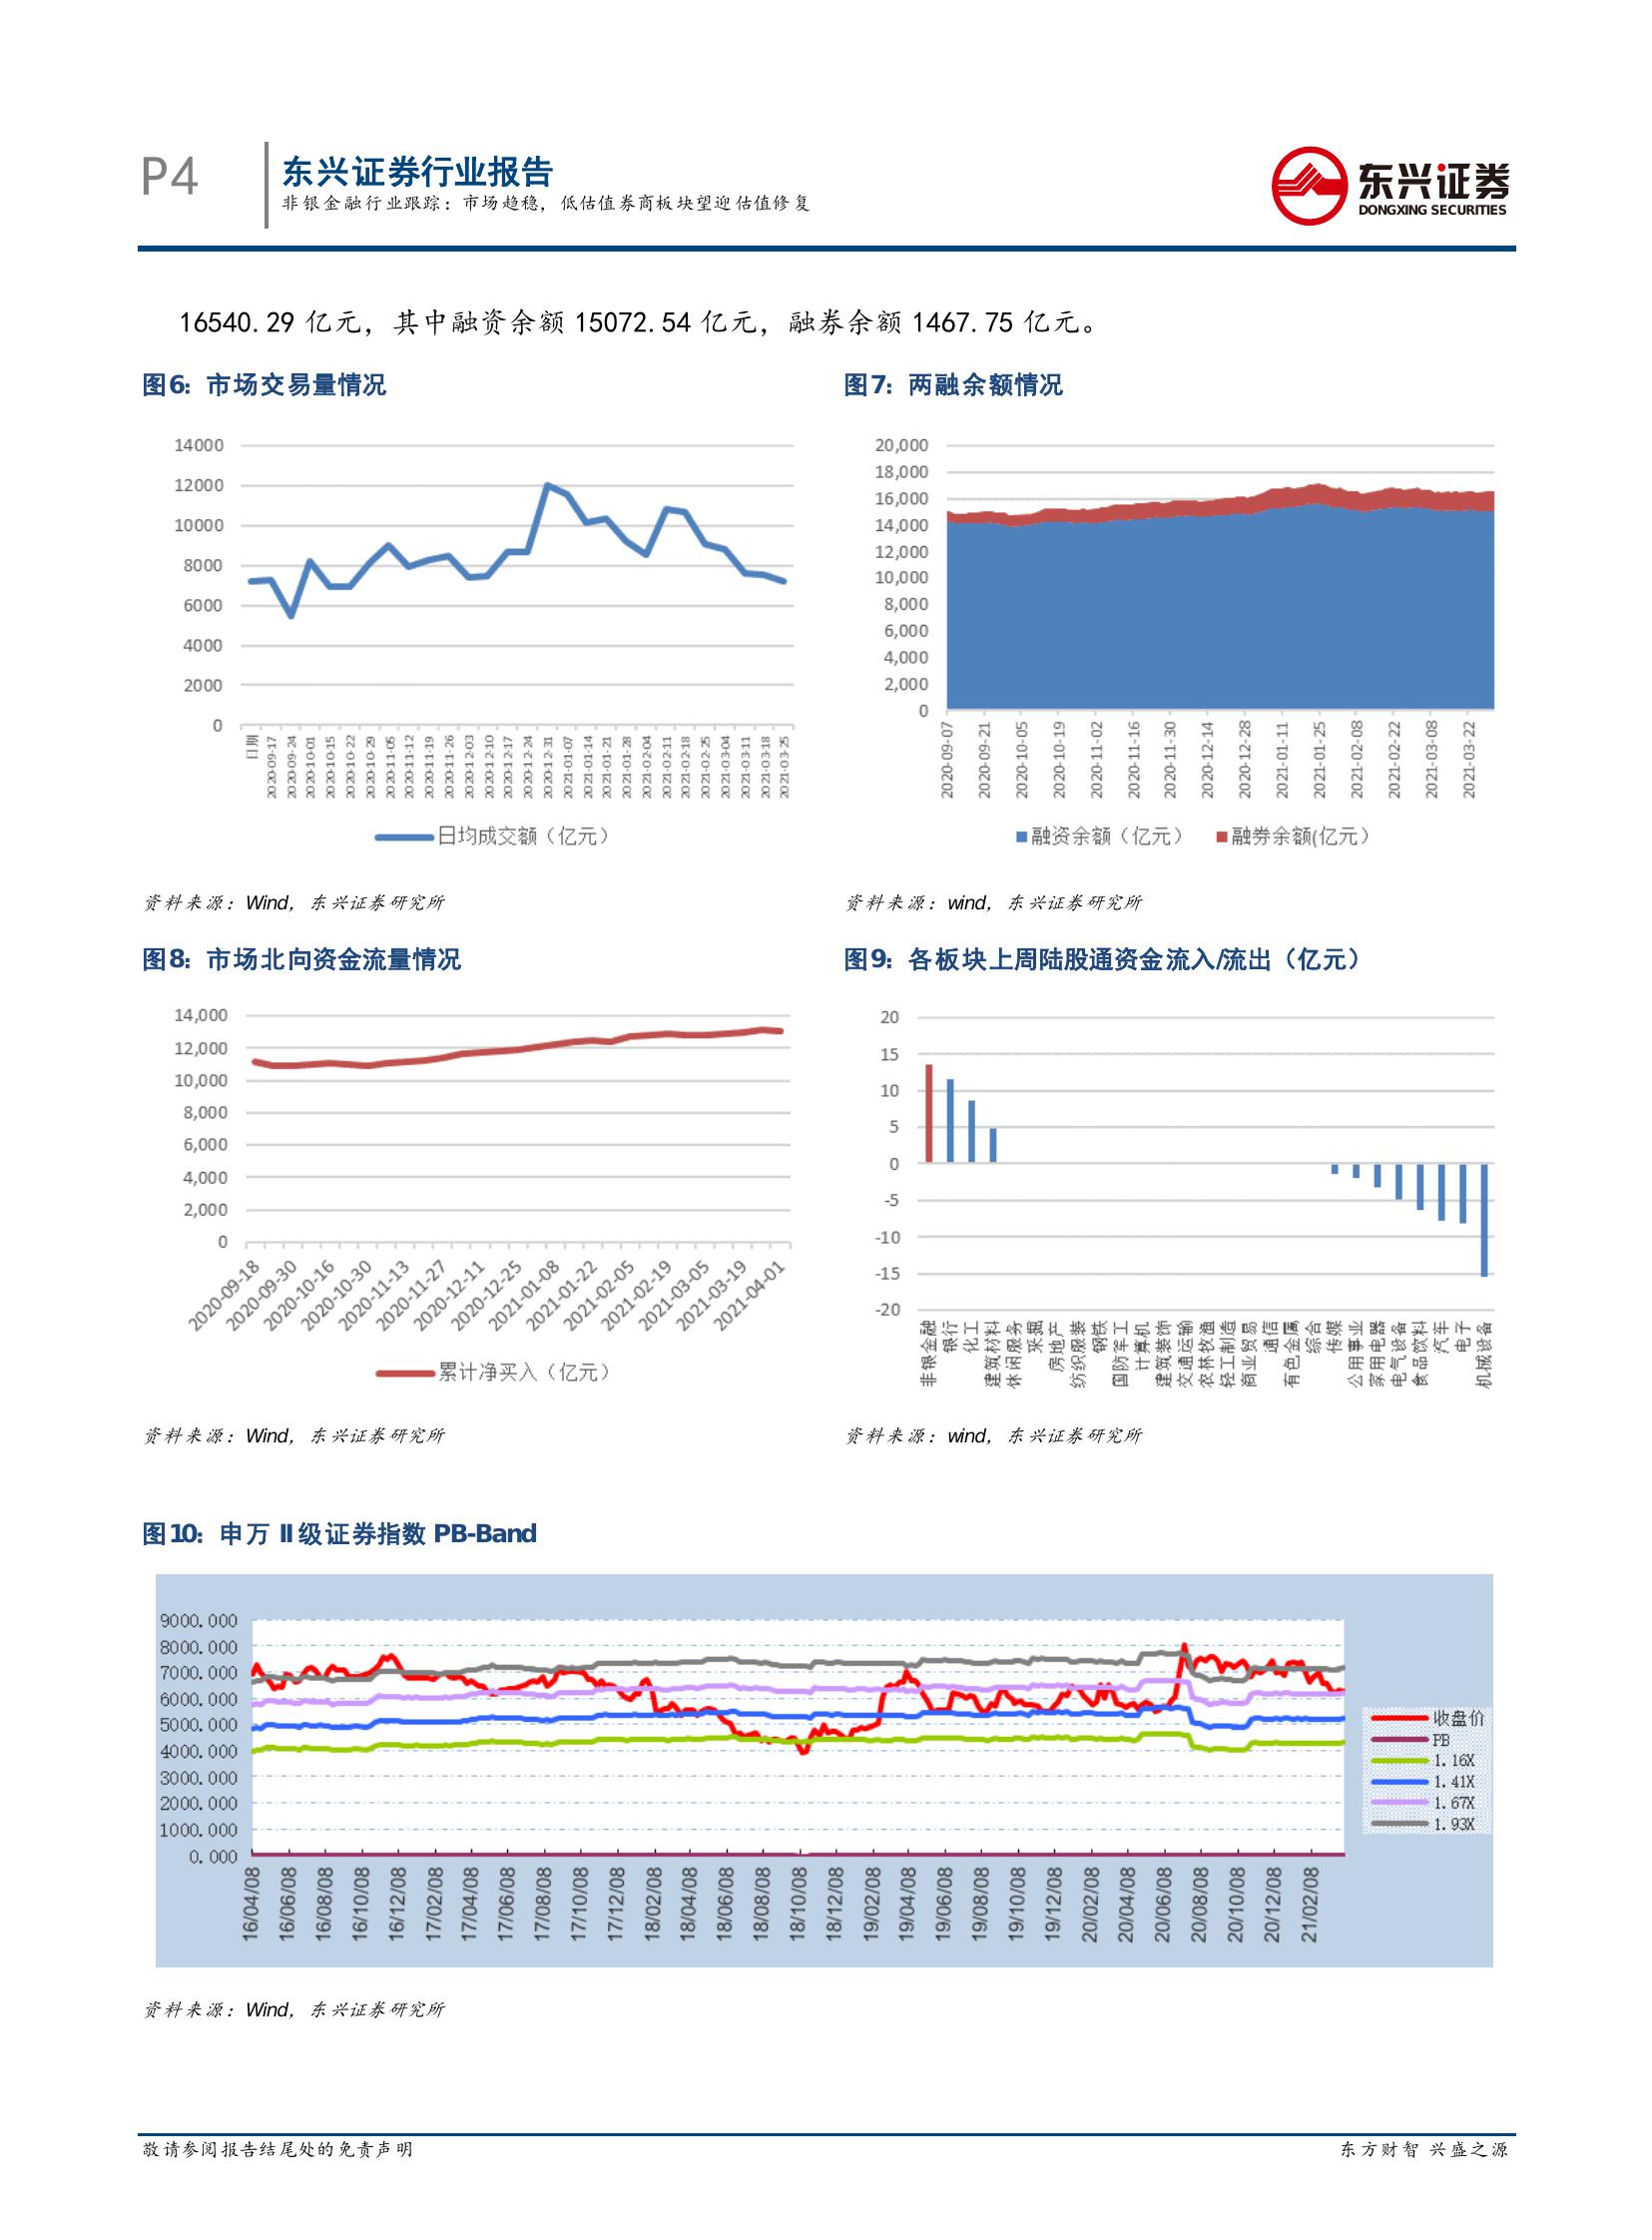 P4
东兴证券行业报告
非银金融行业跟踪：市场趋稳，低估值券商板块望迎估值修复
东兴证券
DONGXING SECURITIES
16540.29 亿元，其中融资余额 15072.54 亿元，融券余额 1467.75 亿元。
图6：市场交易量情况
14000
12000
10000
8000
6000
4000
2000
0
日期
2020-09-17
2020-09-24
2020-10-01
2020-10-15
2020-10-22
2020-10-29
2020-11-05
2020-11-12
2020-11-19
2020-11-26
2020-12-03
2020-12-10
2020-12-17
2020-12-24
2020-12-31
2021-01-07
2021-01-14
2021-01-21
2021-01-28
2021-02-04
2021-02-11
2021-02-18
2021-02-25
2021-03-04
2021-03-11
2021-03-18
2021-03-25
日均成交额（亿元）
资料来源：Wind，东兴证券研究所
图7：两融余额情况
20,000
18,000
16,000
14,000
12,000
10,000
8,000
6,000
4,000
2,000
0
2020-09-07
2020-09-21
2020-10-05
2020-10-19
2020-11-02
2020-11-16
2020-11-30
2020-12-14
2020-12-28
2021-01-11
2021-01-25
2021-02-08
2021-02-22
2021-03-08
2021-03-22
融资余额（亿元）
融券余额(亿元）
资料来源：wind，东兴证券研究所
图8：市场北向资金流量情况
14,000
12,000
10,000
8,000
6,000
4,000
2,000
0
2020-09-18
2020-09-30
2020-10-16
2020-10-30
2020-11-13
2020-11-27
2020-12-11
2020-12-25
2021-01-08
2021-01-22
2021-02-05
2021-02-19
2021-03-05
2021-03-19
2021-04-01
累计净买入（亿元）
资料来源：Wind，东兴证券研究所
图9：各板块上周陆股通资金流入/流出（亿元）
20
15
10
5
0
-5
-10
-15
-20
非银金融
银行
化工
建筑材料
休闲服务
采掘
房地产
纺织服装
钢铁
国防军工
计算机
建筑装饰
交通运输
农林牧渔
轻工制造
商业贸易
通信
有色金属
综合
传媒
公用事业
家用电器
电气设备
食品饮料
汽车
电子
机械设备
资料来源：wind，东兴证券研究所
图10：申万 II 级证券指数 PB-Band
9000.000
8000.000
7000.000
6000.000
5000.000
4000.000
3000.000
2000.000
1000.000
0.000
16/04/08
16/06/08
16/08/08
16/10/08
16/12/08
17/02/08
17/04/08
17/06/08
17/08/08
17/10/08
17/12/08
18/02/08
18/04/08
18/06/08
18/08/08
18/10/08
18/12/08
19/02/08
19/04/08
19/06/08
19/08/08
19/10/08
19/12/08
20/02/08
20/04/08
20/06/08
20/08/08
20/10/08
20/12/08
21/02/08
收盘价
PB
1.16X
1.41X
1.67X
1.93X
资料来源：Wind，东兴证券研究所
敬请参阅报告结尾处的免责声明
东方财智 兴盛之源